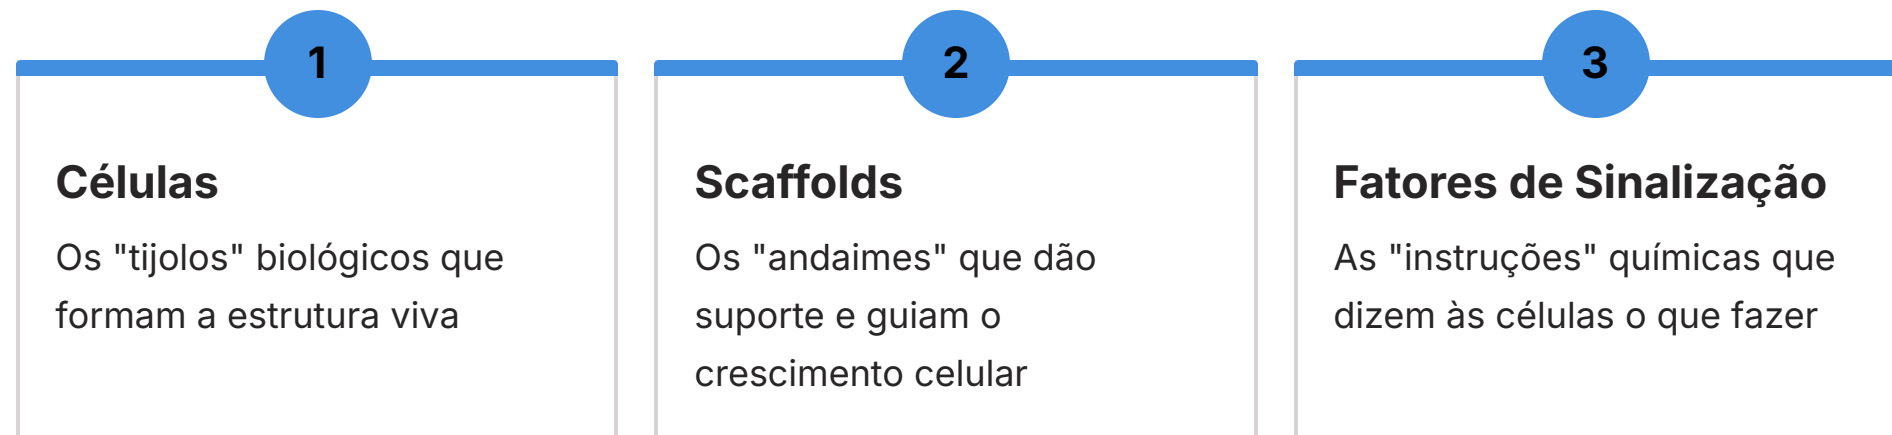 1
Células
Os "tijolos" biológicos que
formam a estrutura viva
2
Scaffolds
Os "andaimes" que dão
suporte e guiam o
crescimento celular
3
Fatores de Sinalização
As "instruções" químicas que
dizem às células o que fazer